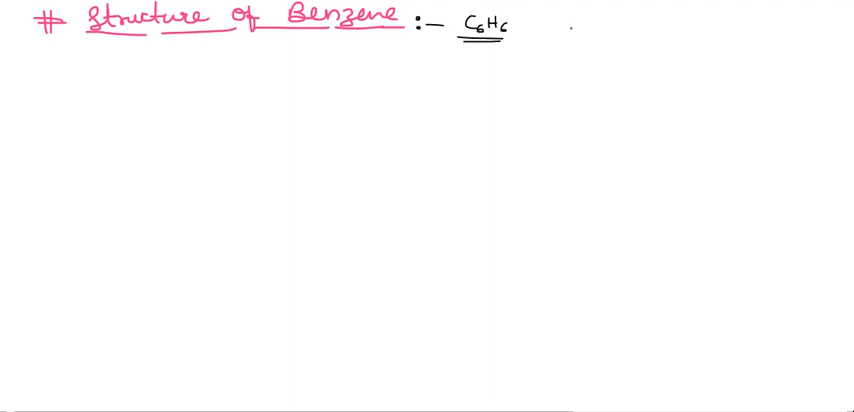 # Structure of Benzene :- C₆H₆